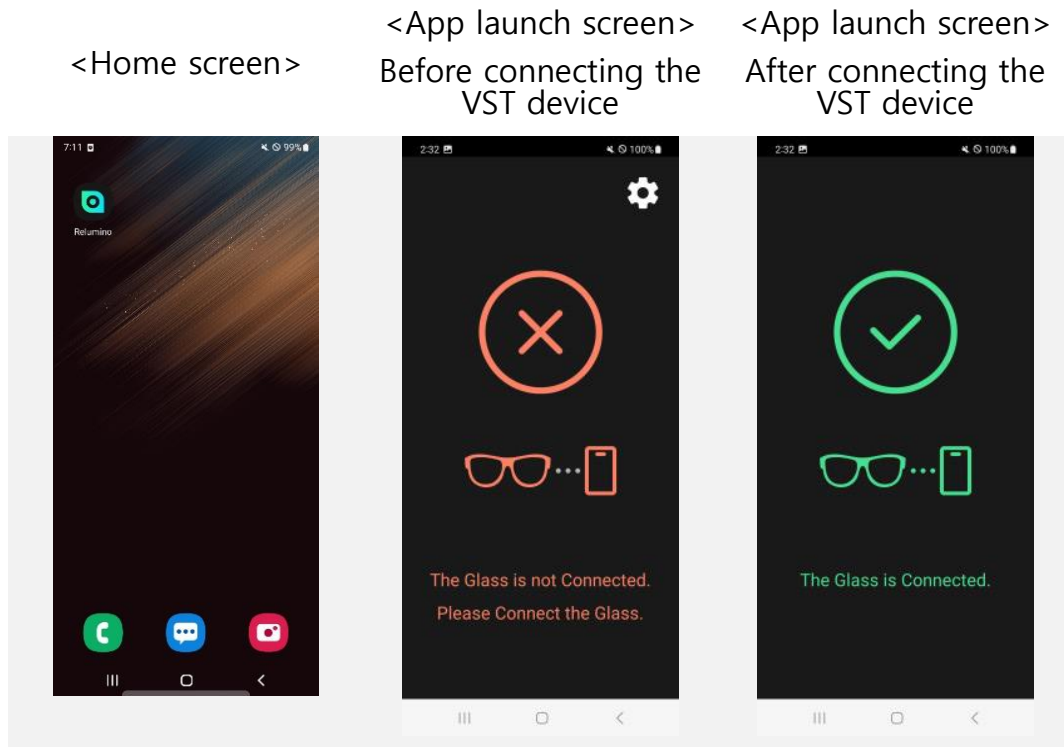 <Home screen>
<App launch screen>
Before connecting the
VST device
<App launch screen>
After connecting the
VST device
7:11
99%
Relumino
2:32
100%
The Glass is not Connected.
Please Connect the Glass.
2:32
100%
The Glass is Connected.